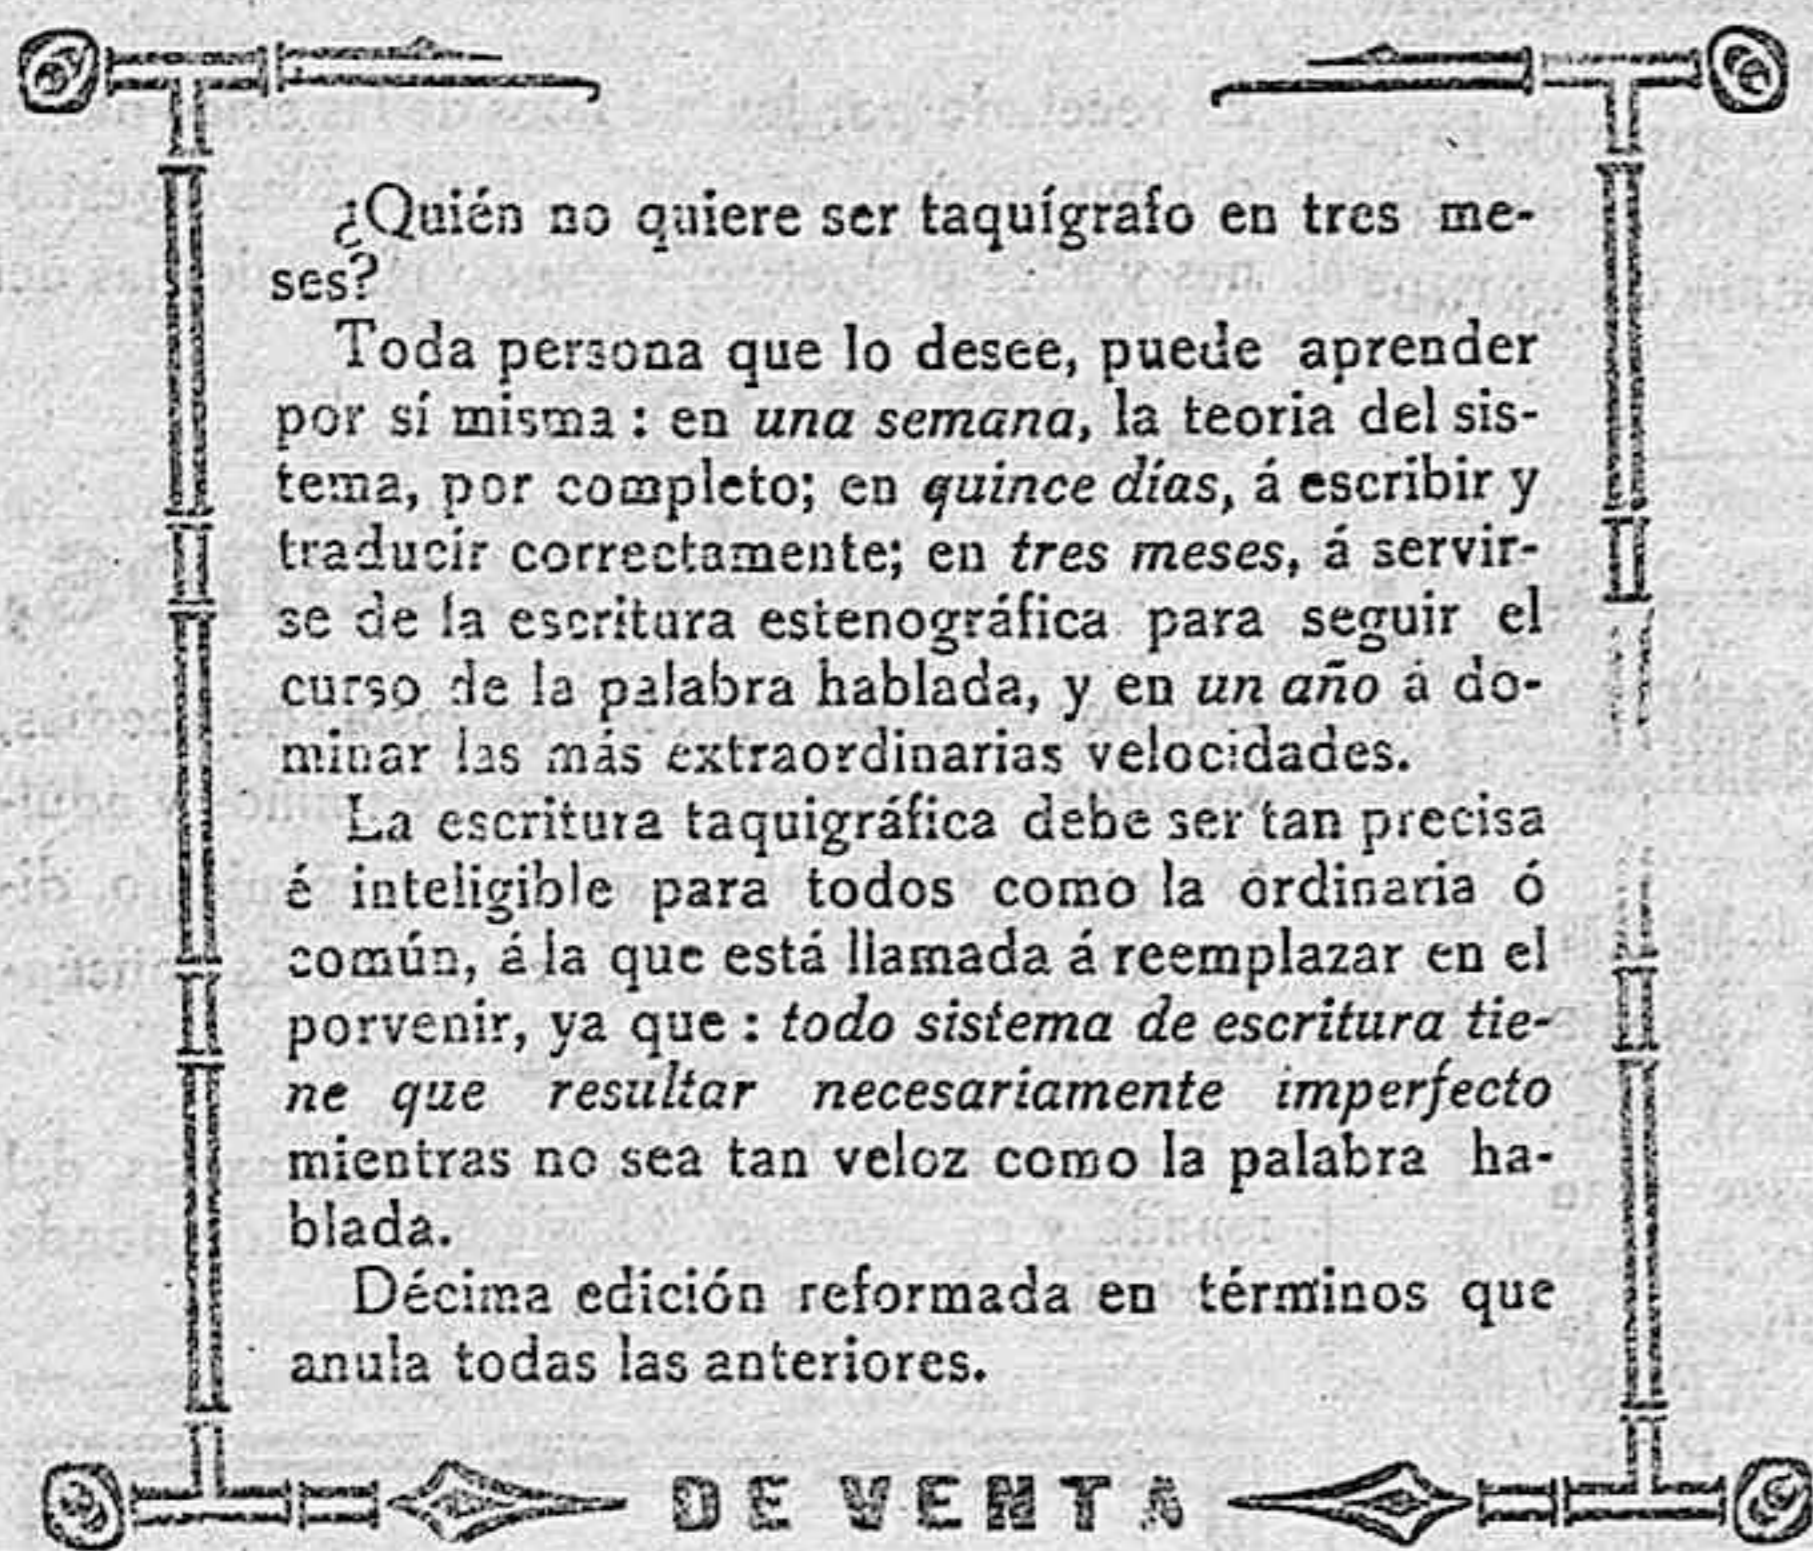 ¿Quién no quiere ser taquígrafo en tres me-
ses?
Toda persona que lo desee, puede aprender
por sí misma : en una semana, la teoria del sis-
tema, por completo; en quince días, á escribir y
traducir correctamente; en tres meses, á servir-
se de la escritura estenográfica para seguir el
curso de la palabra hablada, y en un año á do-
minar las más extraordinarias velocidades.
La escritura taquigráfica debe ser tan precisa
é inteligible para todos como la ordinaria ó
común, á la que está llamada á reemplazar en el
porvenir, ya que : todo sistema de escritura tie-
ne que resultar necesariamente imperfecto
mientras no sea tan veloz como la palabra ha-
blada.
Décima edición reformada en términos que
anula todas las anteriores.
DE VENTA